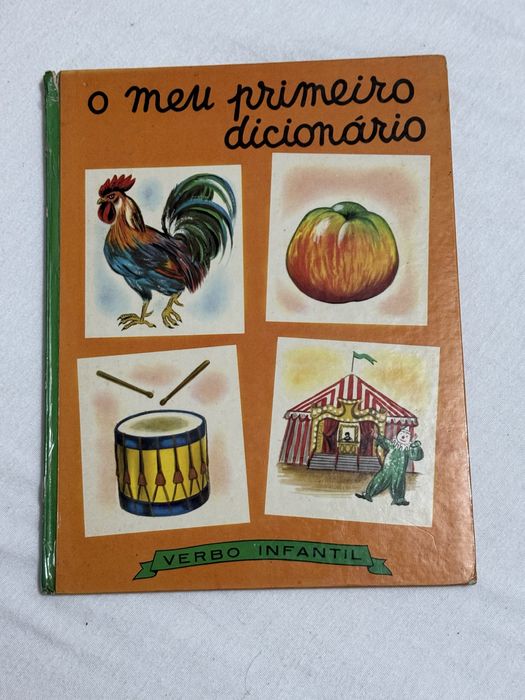 o meu primeiro
dicionário
VERBO INFANTIL